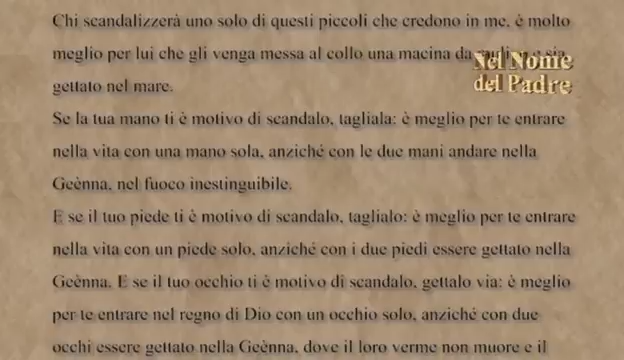 Chi scandalizzerà uno solo di questi piccoli che credono in me, è molto
meglio per lui che gli venga messa al collo una macina da e sia
gettato nel mare.
Nel Nome
del Padre
Se la tua mano ti è motivo di scandalo, tagliala: è meglio per te entrare
nella vita con una mano sola, anziché con le due mani andare nella
Geènna, nel fuoco inestinguibile.
E se il tuo piede ti è motivo di scandalo, taglialo: è meglio per te entrare
nella vita con un piede solo, anziché con i due piedi essere gettato nella
Geènna. E se il tuo occhio ti è motivo di scandalo, gettalo via: è meglio
per te entrare nel regno di Dio con un occhio solo, anziché con due
occhi essere gettato nella Geènna, dove il loro verme non muore e il